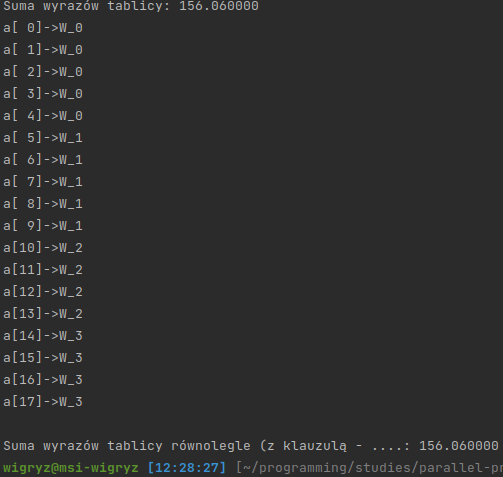 Suma wyrazów tablicy: 156.060000
a[ 0]->W_0
a[ 1]->W_0
a[ 2]->W_0
a[ 3]->W_0
a[ 4]->W_0
a[ 5]->W_1
a[ 6]->W_1
a[ 7]->W_1
a[ 8]->W_1
a[ 9]->W_1
a[10]->W_2
a[11]->W_2
a[12]->W_2
a[13]->W_2
a[14]->W_3
a[15]->W_3
a[16]->W_3
a[17]->W_3
Suma wyrazów tablicy równolegle (z klauzulą - ....: 156.060000
wigryz@msi-wigryz [12:28:27] [~/programming/studies/parallel-pr